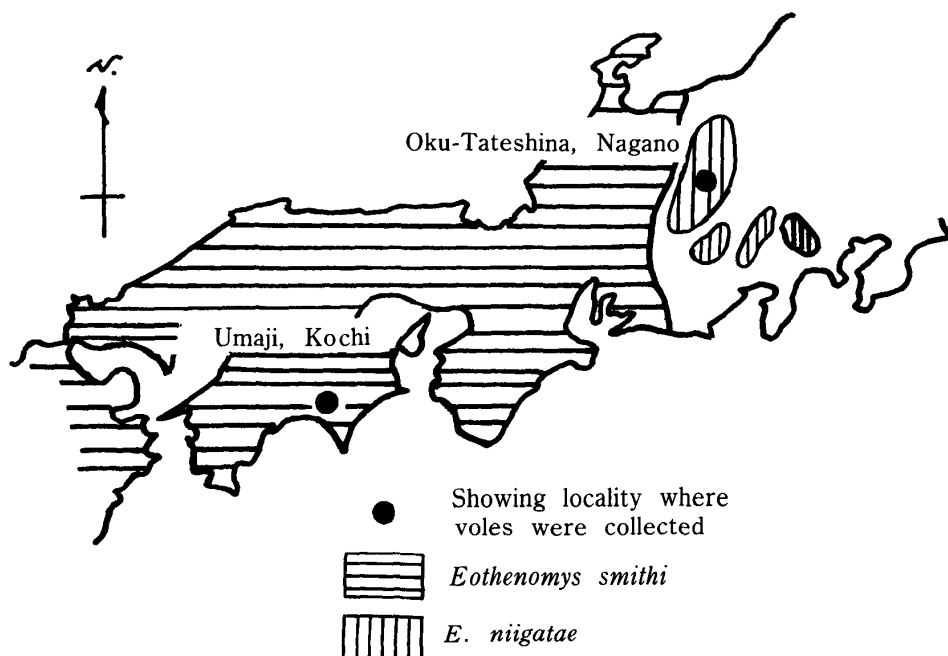 N.
Oku-Tateshina, Nagano
Umaji, Kochi
Showing locality where
voles were collected
Eothenomys smithi
E. niigatae